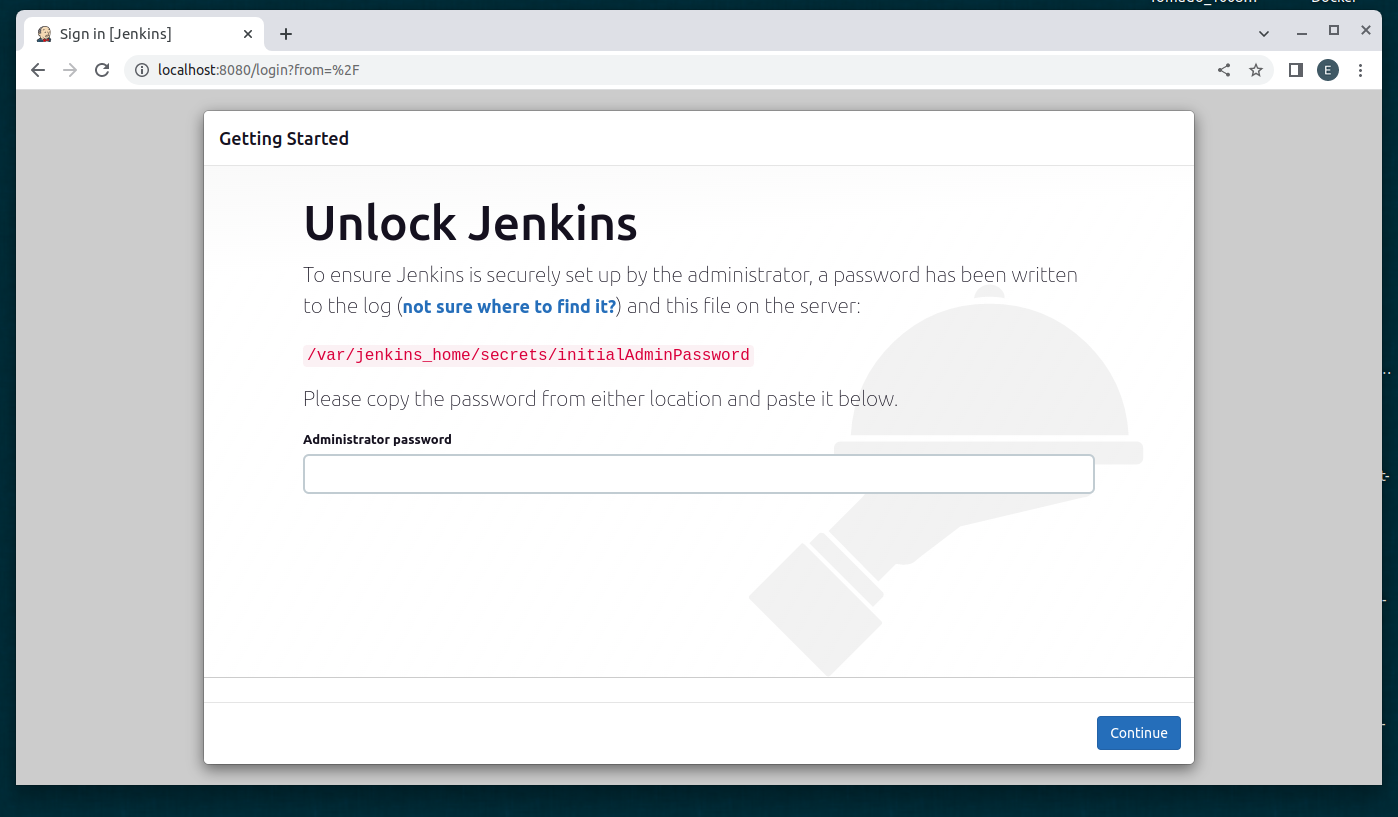 Docker
Sign in [Jenkins]
localhost:8080/login?from=%2F
E
Getting Started
Unlock Jenkins
To ensure Jenkins is securely set up by the administrator, a password has been written
to the log (not sure where to find it?) and this file on the server:
/var/jenkins_home/secrets/initialAdminPassword
Please copy the password from either location and paste it below.
Administrator password
Continue